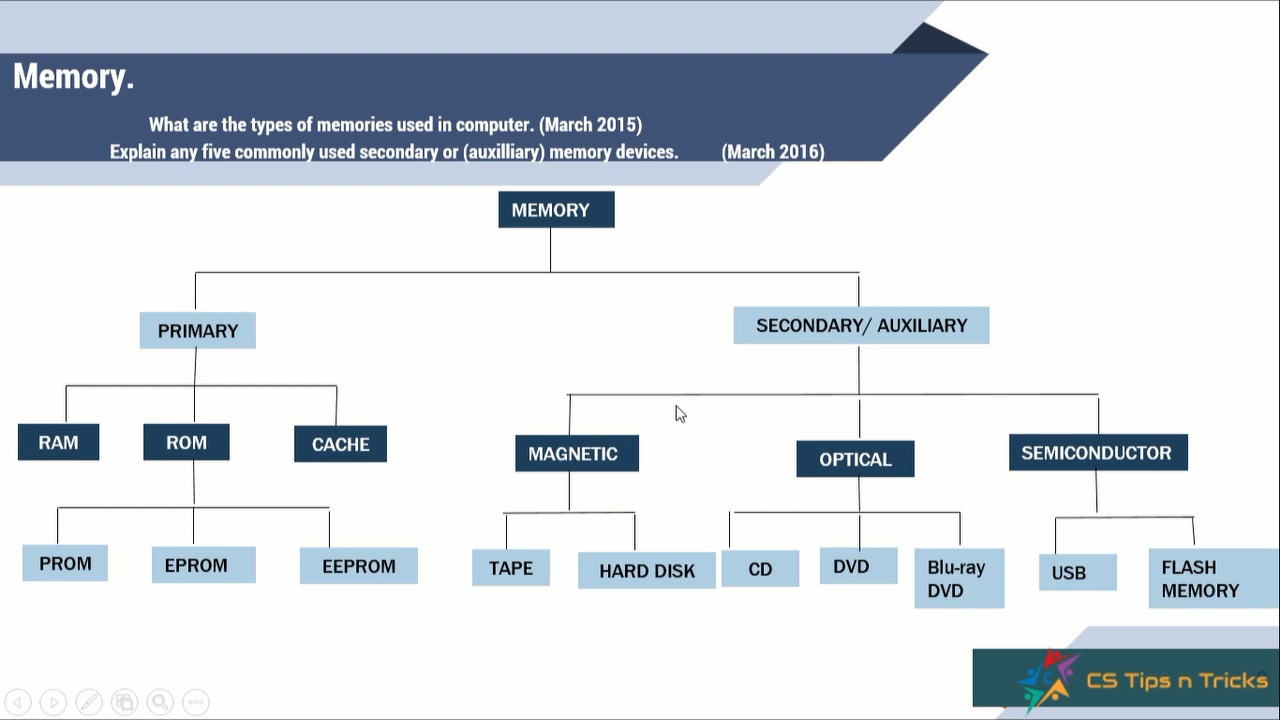 Memory.
What are the types of memories used in computer. (March 2015)
Explain any five commonly used secondary or (auxilliary) memory devices. (March 2016)
MEMORY
PRIMARY
SECONDARY/ AUXILIARY
RAM
ROM
CACHE
MAGNETIC
OPTICAL
SEMICONDUCTOR
PROM
EPROM
EEPROM
TAPE
HARD DISK
CD
DVD
Blu-ray
DVD
USB
FLASH
MEMORY
CS Tips n Tricks